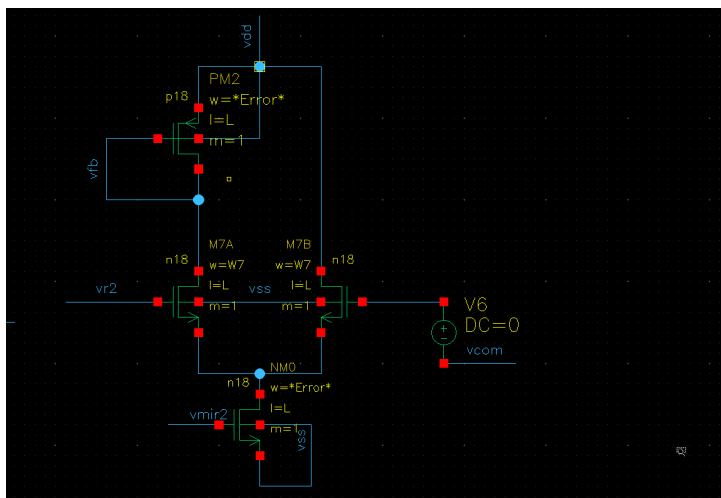 vdd
PM2
p18
w=*Error*
l=L
m=1
vfb
M7A
M7B
n18
w=W7
w=W7
n18
l=L
l=L
vr2
vss
m=1
m=1
V6
DC=0
vcom
NM0
n18
w=*Error*
l=L
vmir2
m=1
vss